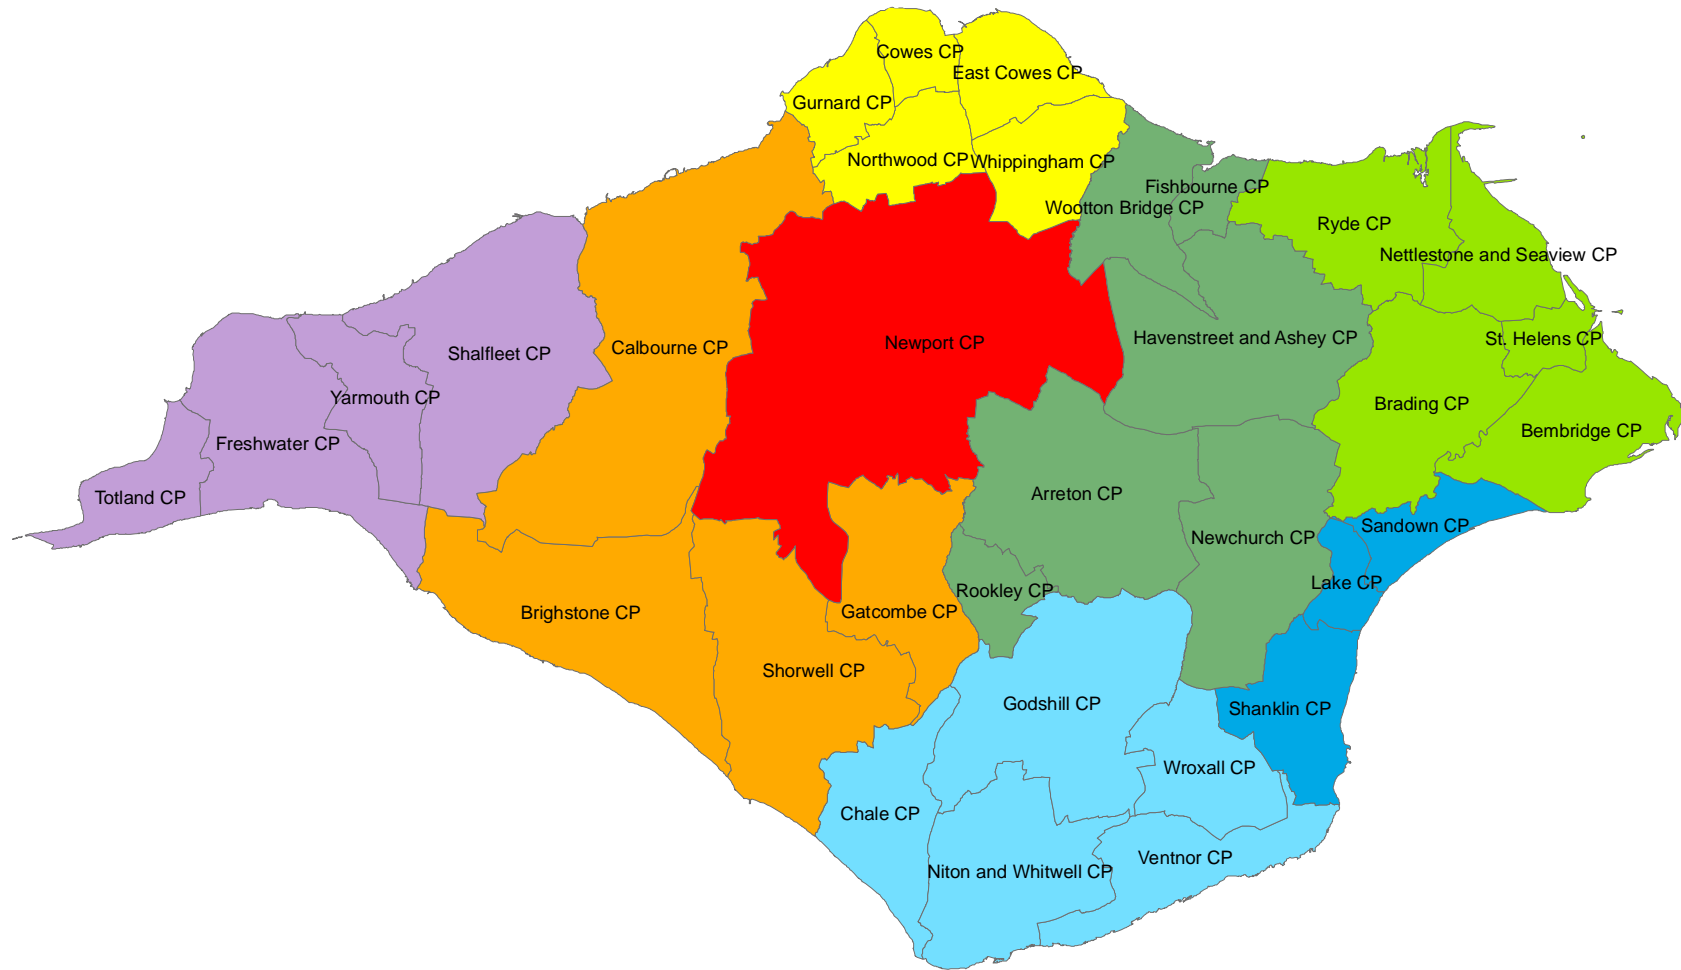 Cowes CP
East Cowes CP
Gurnard CP
Northwood CP
Whippingham CP
Fishbourne CP
Wootton Bridge CP
Ryde CP
Nettlestone and Seaview CP
Havenstreet and Ashey CP
St. Helens CP
Newport CP
Calbourne CP
Shalfleet CP
Yarmouth CP
Brading CP
Bembridge CP
Freshwater CP
Totland CP
Arreton CP
Sandown CP
Newchurch CP
Lake CP
Rookley CP
Brighstone CP
Gatcombe CP
Shorwell CP
Godshill CP
Shanklin CP
Wroxall CP
Chale CP
Ventnor CP
Niton and Whitwell CP